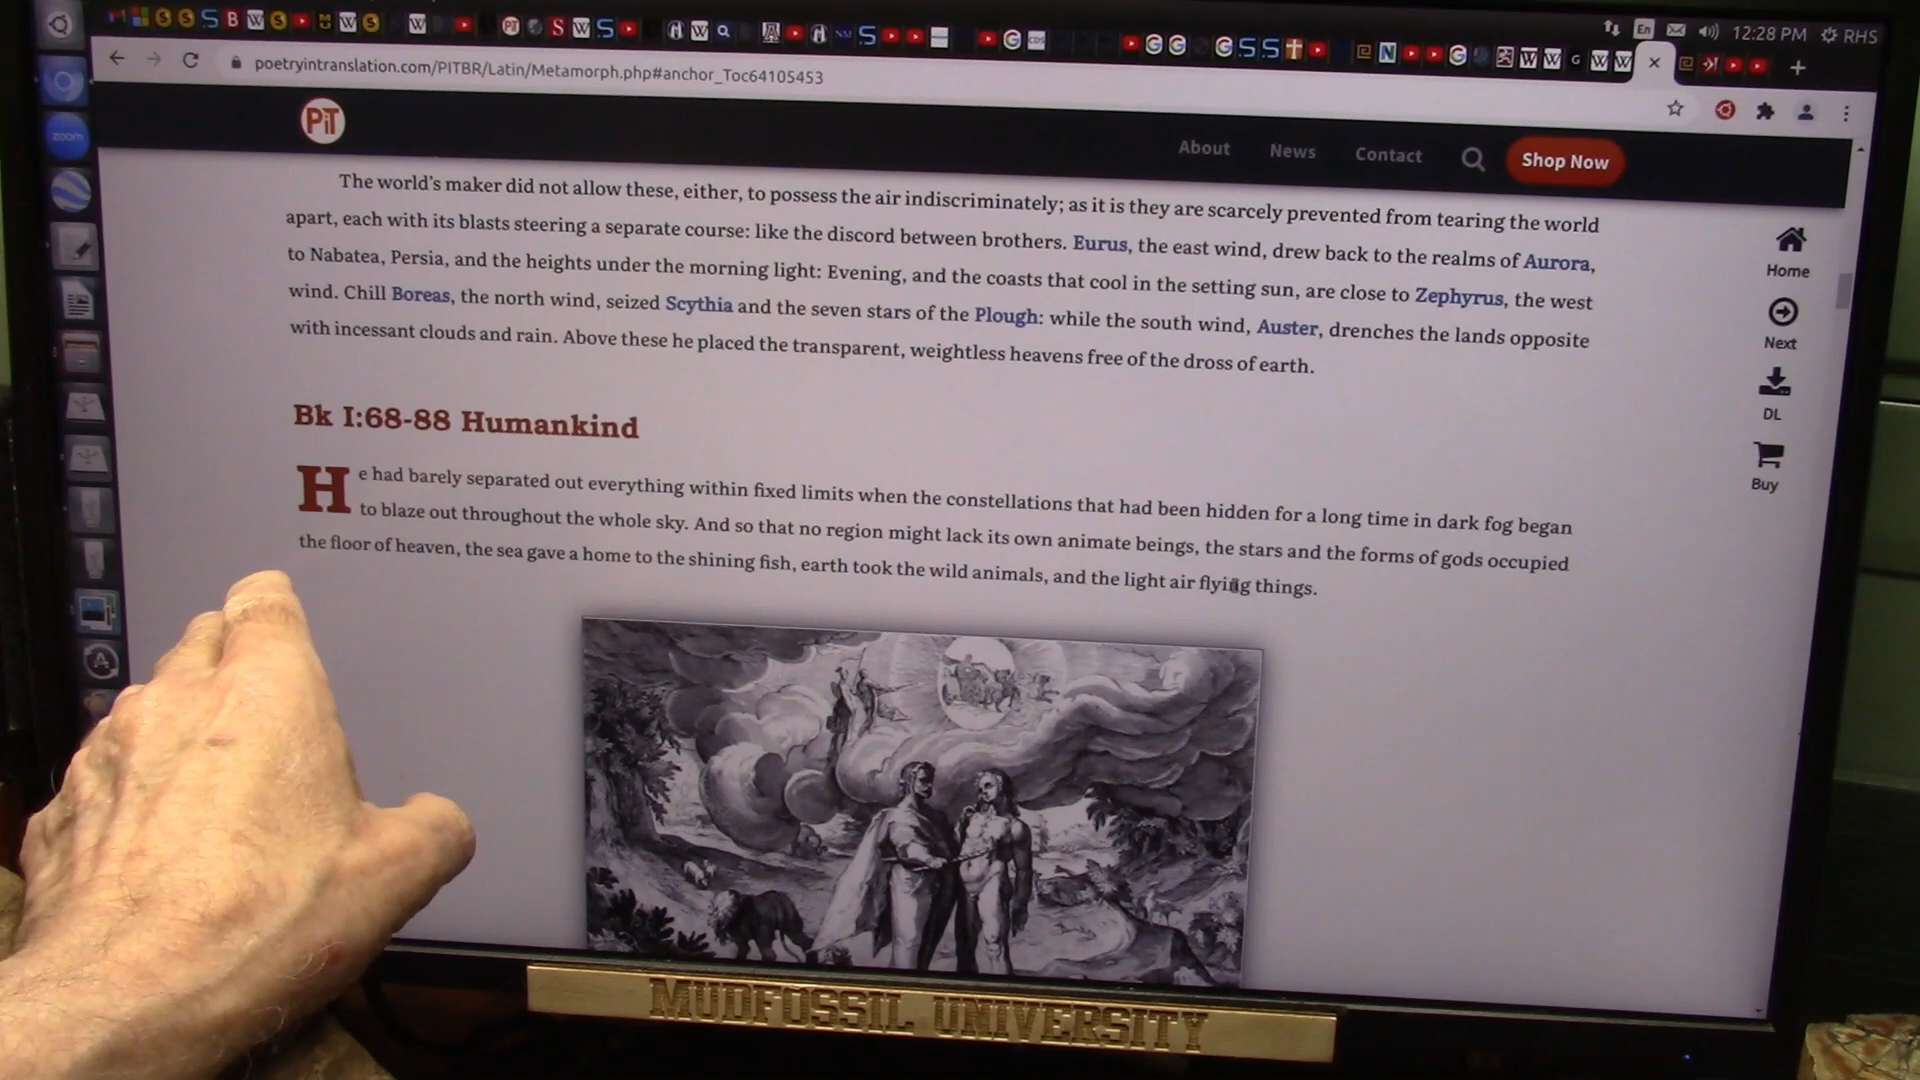 12:28 PM RHS
En
poetryintranslation.com/PITBR/Latin/Metamorph.php#anchor_Toc64105453
zoom
PiT
About News Contact Shop Now
The world's maker did not allow these, either, to possess the air indiscriminately; as it is they are scarcely prevented from tearing the world
apart, each with its blasts steering a separate course: like the discord between brothers. Eurus, the east wind, drew back to the realms of Aurora,
to Nabatea, Persia, and the heights under the morning light: Evening, and the coasts that cool in the setting sun, are close to Zephyrus, the west
wind. Chill Boreas, the north wind, seized Scythia and the seven stars of the Plough: while the south wind, Auster, drenches the lands opposite
with incessant clouds and rain. Above these he placed the transparent, weightless heavens free of the dross of earth.
Home
Next
DL
Buy
Bk I:68-88 Humankind
He had barely separated out everything within fixed limits when the constellations that had been hidden for a long time in dark fog began
to blaze out throughout the whole sky. And so that no region might lack its own animate beings, the stars and the forms of gods occupied
the floor of heaven, the sea gave a home to the shining fish, earth took the wild animals, and the light air flying things.
MUDFOSSIL UNIVERSITY